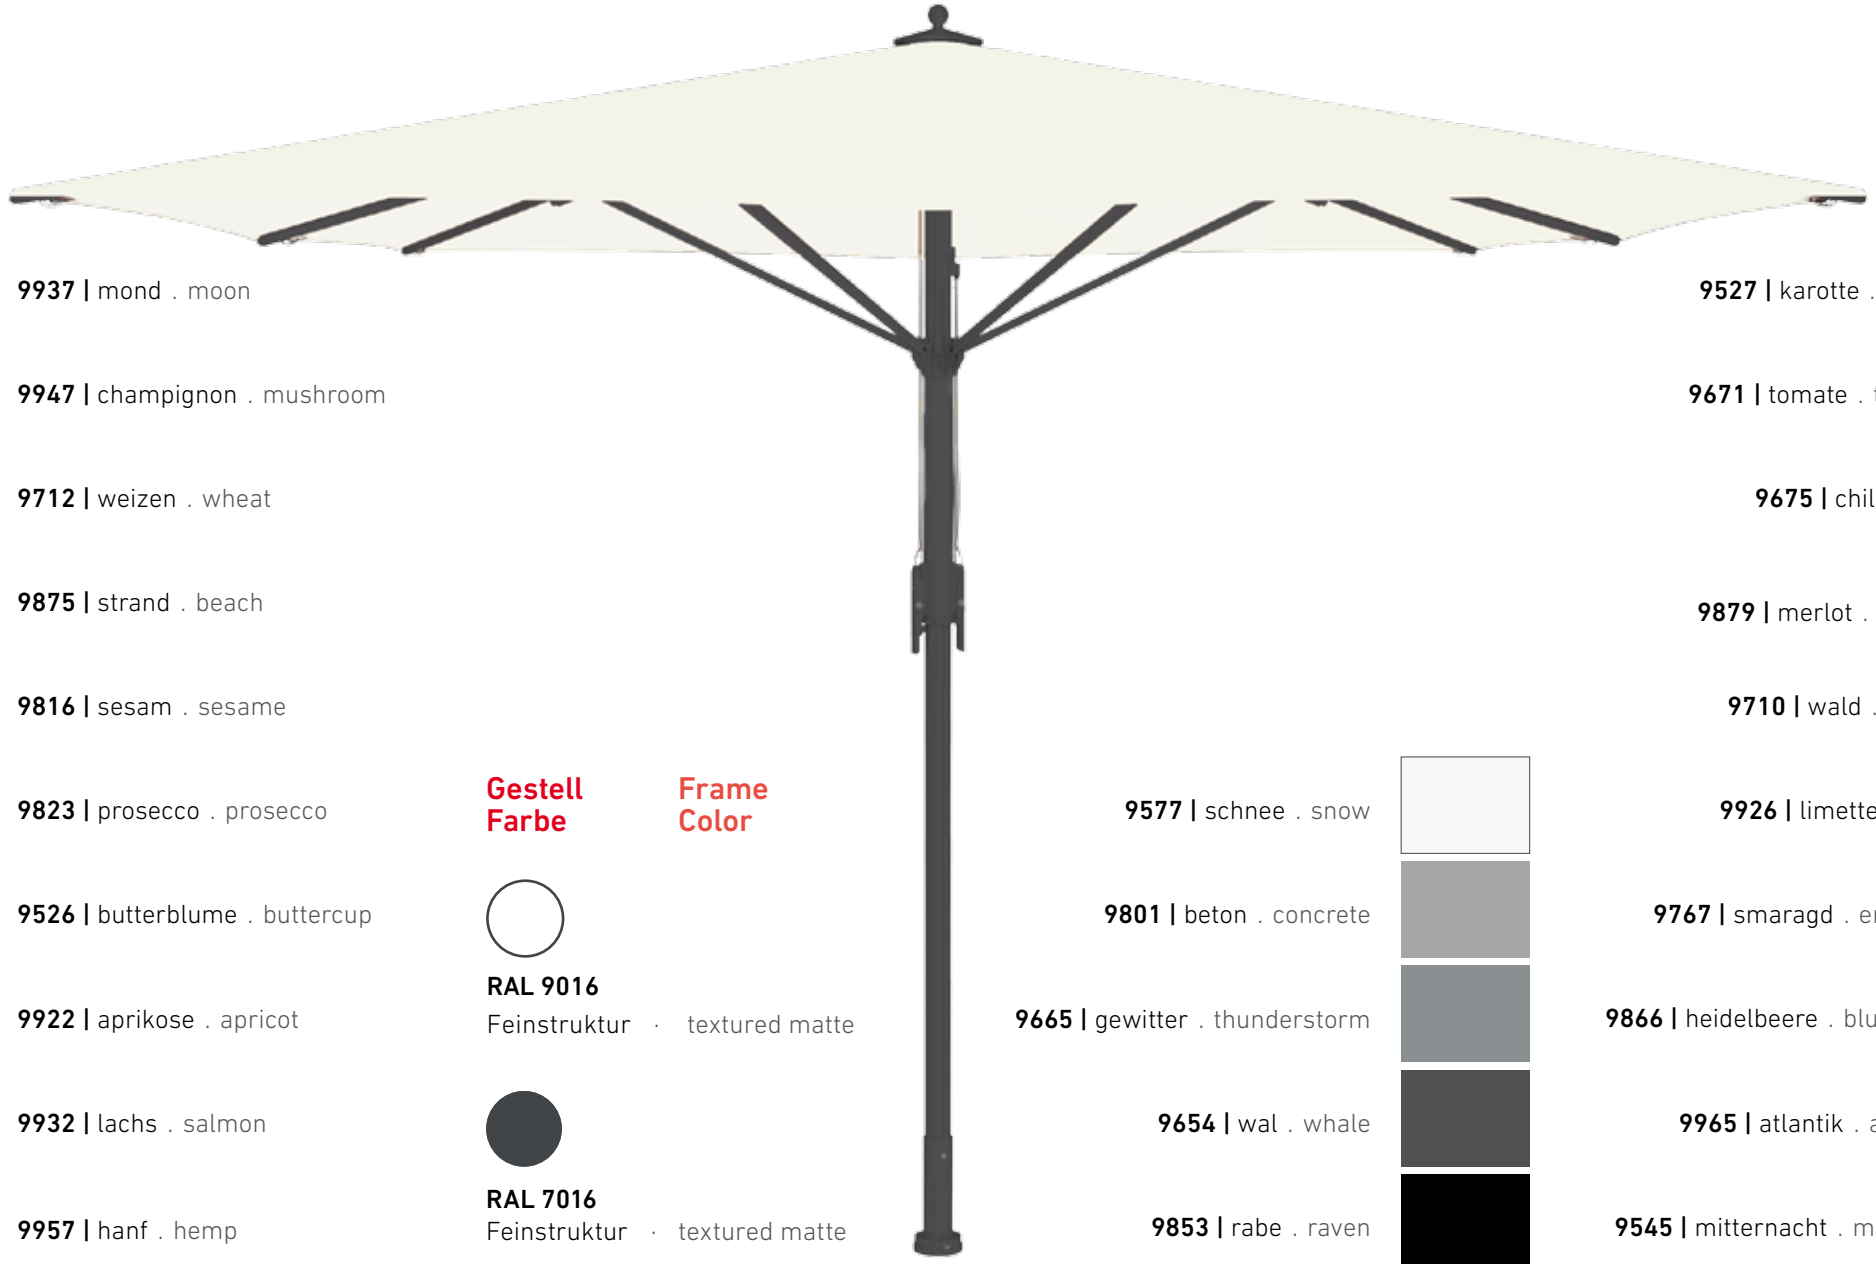 9937 | mond . moon
9947 | champignon . mushroom
9712 | weizen . wheat
9875 | strand . beach
9816 | sesam . sesame
9823 | prosecco . prosecco
9526 | butterblume . buttercup
9922 | aprikose . apricot
9932 | lachs . salmon
9957 | hanf . hemp
Gestell
Farbe
Frame
Color
RAL 9016
Feinstruktur · textured matte
RAL 7016
Feinstruktur · textured matte
9577 | schnee . snow
9801 | beton . concrete
9665 | gewitter . thunderstorm
9654 | wal . whale
9853 | rabe . raven
9527 | karotte .
9671 | tomate .
9675 |
9879 | merlot .
9710 | wald .
9926 | limette
9767 | smaragd .
9866 | heidelbeere .
9965 | atlantik .
9545 | mitternacht .